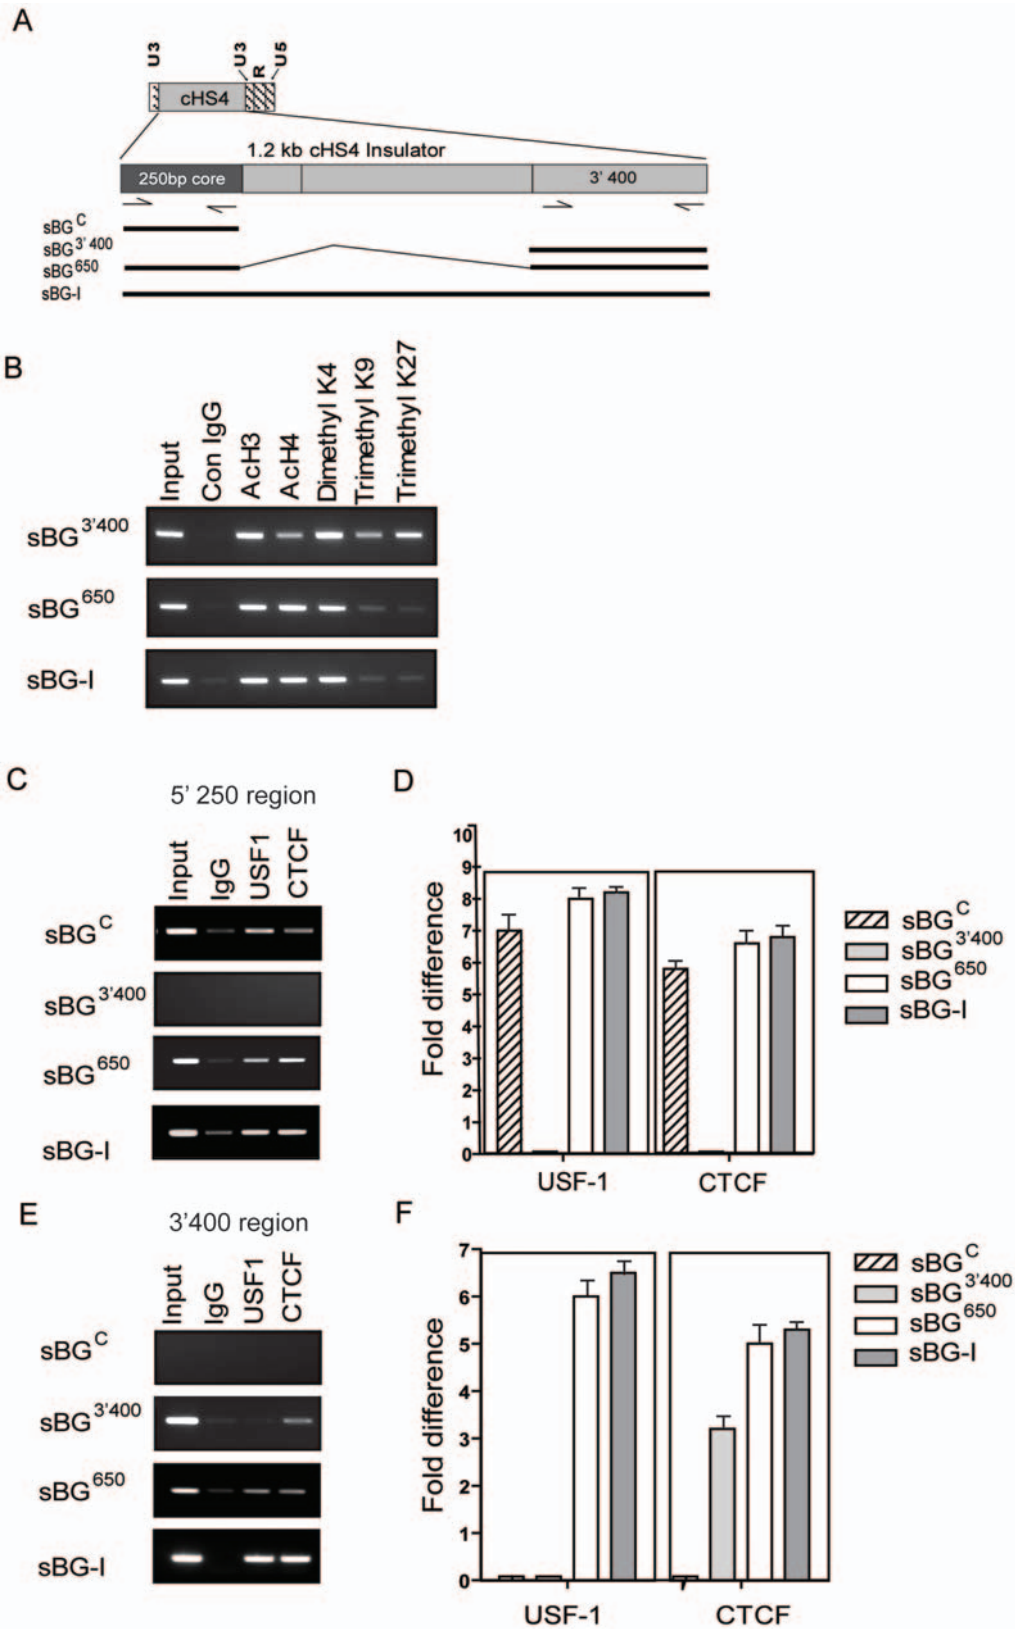 A
U3
U3
R
U5
cHS4
1.2 kb cHS4 Insulator
250bp core
3' 400
sBG C
sBG 3' 400
sBG 650
sBG-I
B
Input
Con IgG
AcH3
AcH4
Dimethyl K4
Trimethyl K9
Trimethyl K27
sBG 3'400
sBG 650
sBG-I
C
5' 250 region
Input
IgG
USF1
CTCF
sBG C
sBG 3'400
sBG 650
sBG-I
D
Fold difference
10
9
8
7
6
5
4
3
2
1
0
USF-1
CTCF
sBG C
sBG 3'400
sBG 650
sBG-I
E
3'400 region
Input
IgG
USF1
CTCF
sBG C
sBG 3'400
sBG 650
sBG-I
F
Fold difference
7
6
5
4
3
2
1
0
USF-1
CTCF
sBG C
sBG 3'400
sBG 650
sBG-I